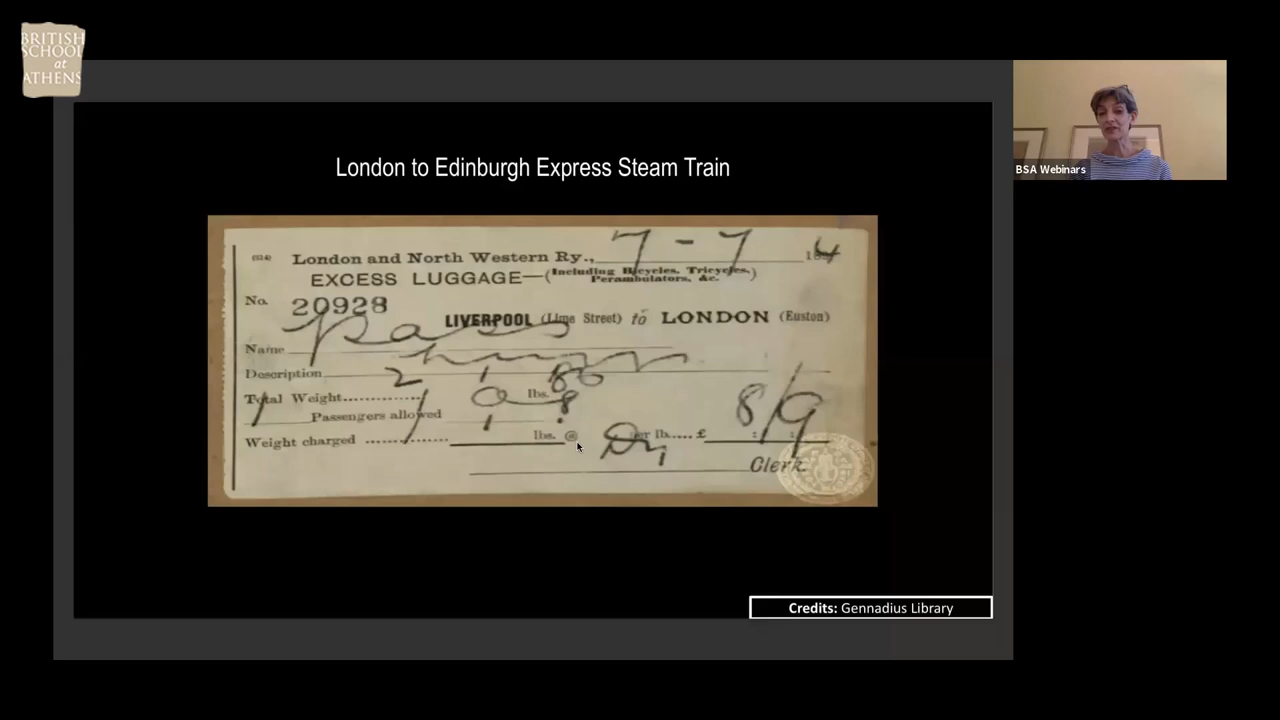 BRITISH
SCHOOL
at
ATHENS
BSA Webinars
London to Edinburgh Express Steam Train
London and North Western Ry., 7 - 7
EXCESS LUGGAGE—(Including Bicycles, Tricycles, Perambulators, &c.)
No. 20928
LIVERPOOL (Lime Street) to LONDON (Euston)
Name
Description
Total Weight lbs.
Passengers allowed
Weight charged lbs. @ per lb..... £ 8/9
Clerk.
Credits: Gennadius Library